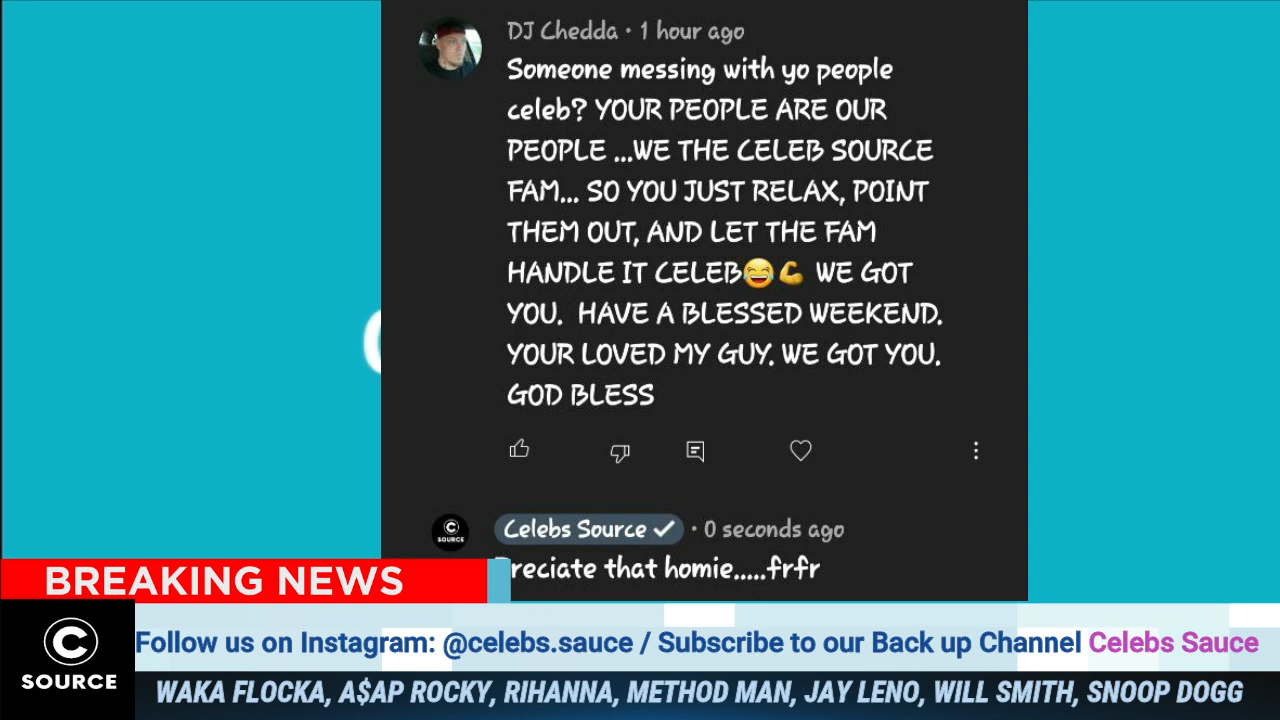 DJ Chedda · 1 hour ago
Someone messing with yo people
celeb? YOUR PEOPLE ARE OUR
PEOPLE ...WE THE CELEB SOURCE
FAM... SO YOU JUST RELAX, POINT
THEM OUT, AND LET THE FAM
HANDLE IT CELEB😂💪 WE GOT
YOU.  HAVE A BLESSED WEEKEND.
YOUR LOVED MY GUY. WE GOT YOU.
GOD BLESS
C
SOURCE
Celebs Source ✓ · 0 seconds ago
reciate that homie.....frfr
BREAKING NEWS
C
SOURCE
Follow us on Instagram: @celebs.sauce / Subscribe to our Back up Channel Celebs Sauce
WAKA FLOCKA, A$AP ROCKY, RIHANNA, METHOD MAN, JAY LENO, WILL SMITH, SNOOP DOGG